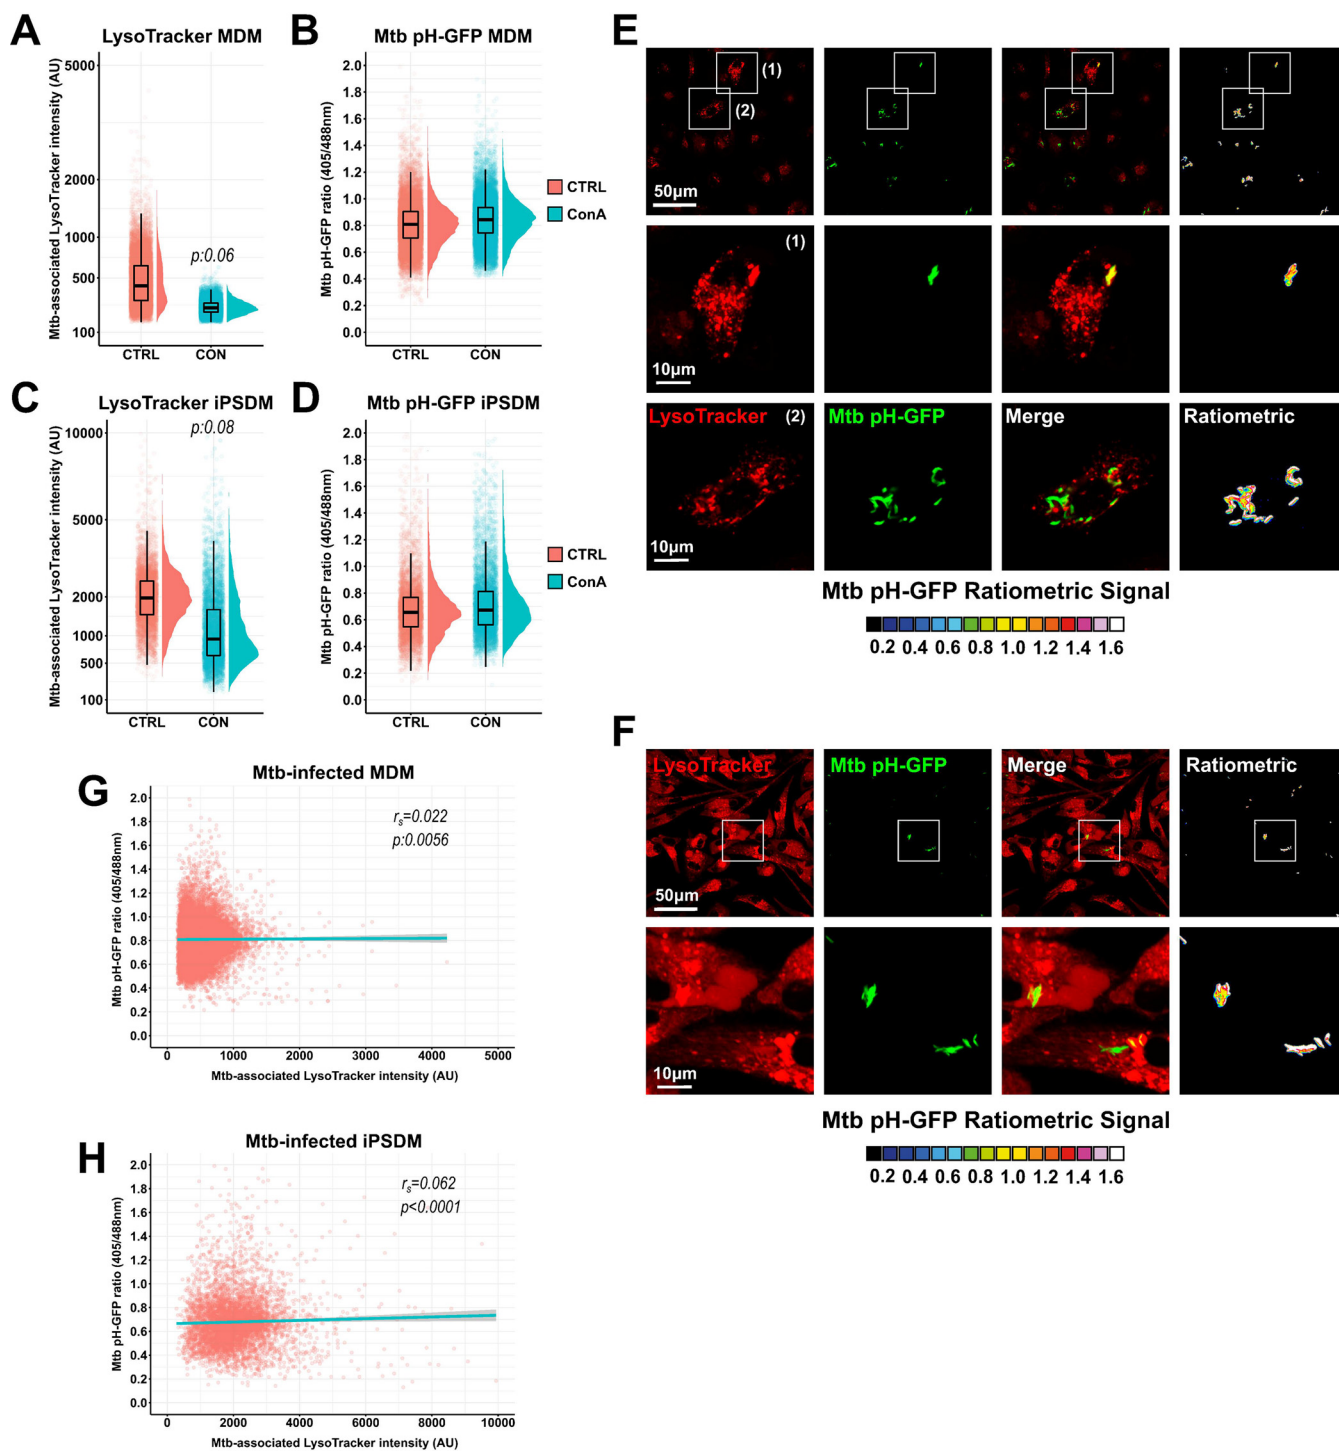 A
LysoTracker MDM
Mtb-associated LysoTracker intensity (AU)
5000
2000
1000
500
100
p:0.06
CTRL
CON
B
Mtb pH-GFP MDM
Mtb pH-GFP ratio (405/488nm)
2.0
1.8
1.6
1.4
1.2
1.0
0.8
0.6
0.4
0.2
0.0
CTRL
CON
CTRL
ConA
C
LysoTracker iPSDM
Mtb-associated LysoTracker intensity (AU)
10000
5000
2000
1000
500
100
p:0.08
CTRL
CON
D
Mtb pH-GFP iPSDM
Mtb pH-GFP ratio (405/488nm)
2.0
1.8
1.6
1.4
1.2
1.0
0.8
0.6
0.4
0.2
0.0
CTRL
CON
CTRL
ConA
E
(1)
(2)
50µm
(1)
10µm
LysoTracker
(2)
Mtb pH-GFP
Merge
Ratiometric
10µm
Mtb pH-GFP Ratiometric Signal
0.2 0.4 0.6 0.8 1.0 1.2 1.4 1.6
F
LysoTracker
Mtb pH-GFP
Merge
Ratiometric
50µm
10µm
Mtb pH-GFP Ratiometric Signal
0.2 0.4 0.6 0.8 1.0 1.2 1.4 1.6
G
Mtb-infected MDM
Mtb pH-GFP ratio (405/488nm)
2.0
1.8
1.6
1.4
1.2
1.0
0.8
0.6
0.4
0.2
0.0
rs=0.022
p:0.0056
0 1000 2000 3000 4000 5000
Mtb-associated LysoTracker intensity (AU)
H
Mtb-infected iPSDM
Mtb pH-GFP ratio (405/488nm)
2.0
1.8
1.6
1.4
1.2
1.0
0.8
0.6
0.4
0.2
0.0
rs=0.062
p<0.0001
0 2000 4000 6000 8000 10000
Mtb-associated LysoTracker intensity (AU)